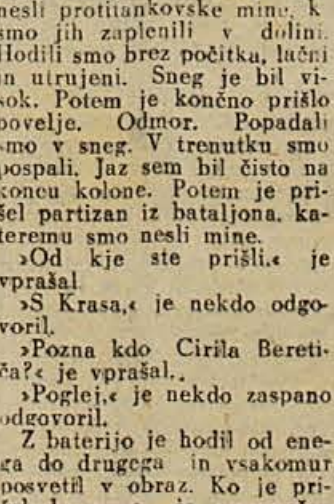 nesli protitankovske mine, k
smo jih zaplenili v dolini.
Hodili smo brez počitka, lačni
in utrujeni. Sneg je bil vi-
sok. Potem je končno prišlo
povelje. Odmor. Popadali
smo v sneg. V trenutku smo
pospali. Jaz sem bil čisto na
koncu kolone. Potem je pri-
šel partizan iz bataljona, ka-
teremu smo nesli mine.
»Od kje ste prišli,« je
vprašal
»S Krasa,« je nekdo odgo-
voril.
»Pozna kdo Cirila Bereti-
ča?« je vprašal.
»Poglej,« je nekdo zaspano
odgovoril.
Z baterijo je hodil od ene-
ga do drugega in vsakomur
posvetil v obraz. Ko je pri-